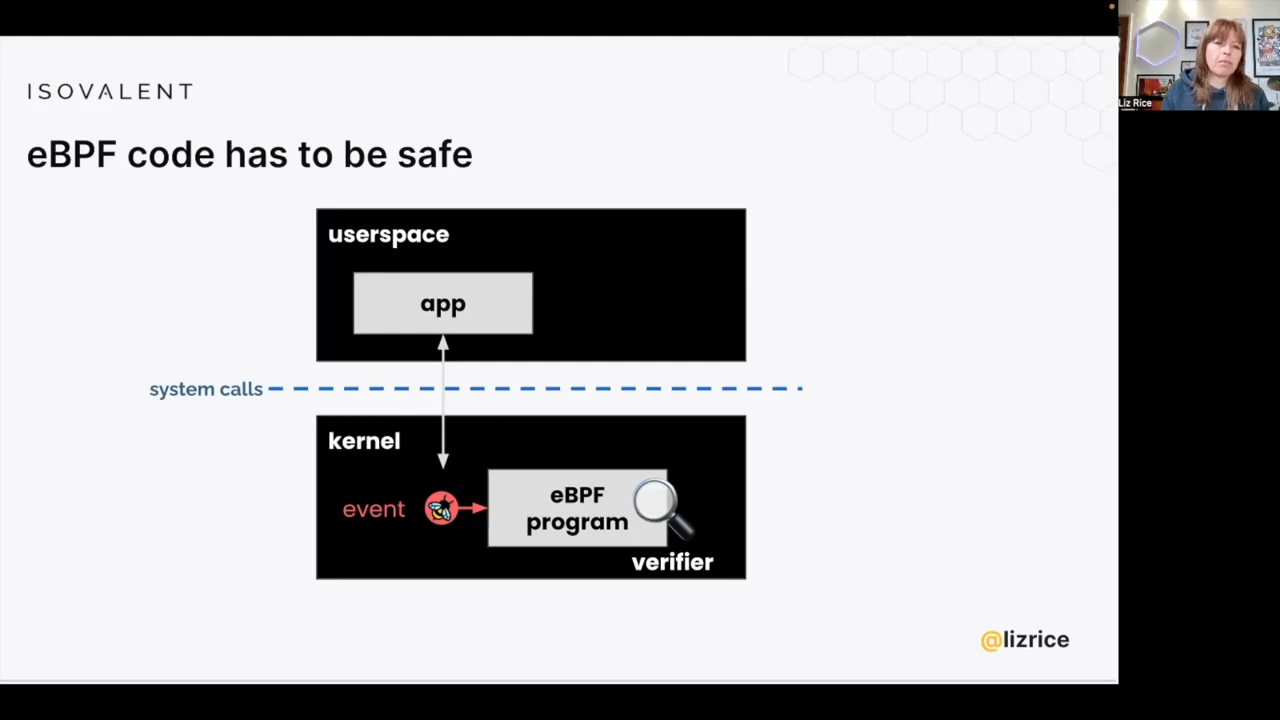 ISOVALENT
Liz Rice
eBPF code has to be safe
userspace
app
system calls
kernel
event
eBPF
program
verifier
@lizrice